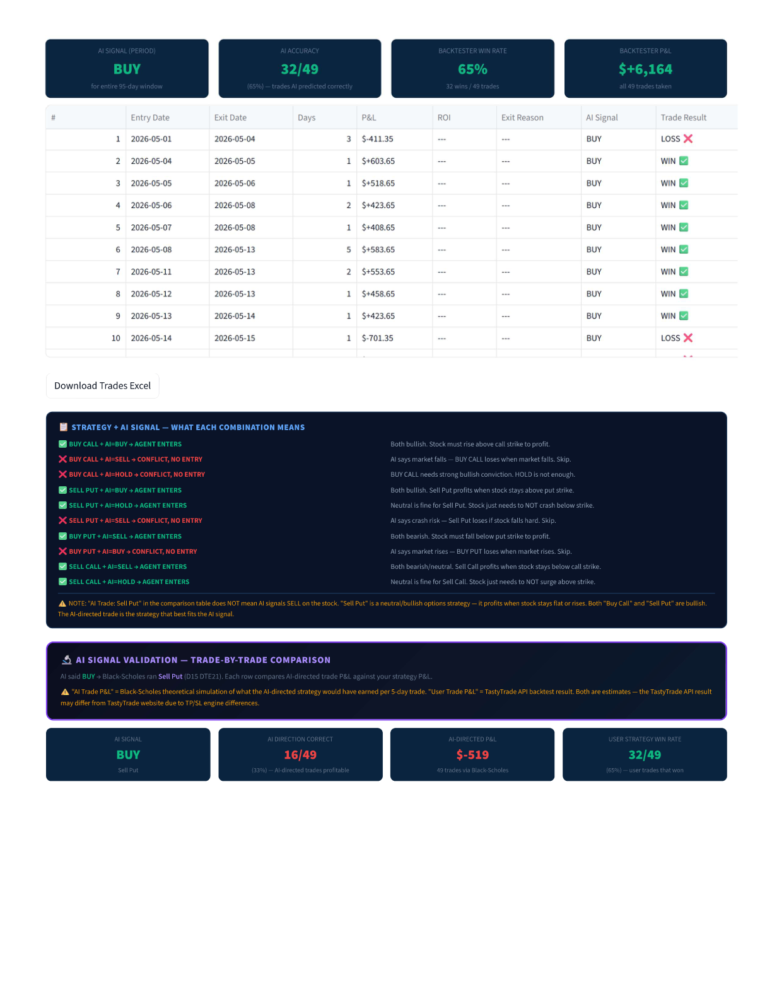 AI SIGNAL (PERIOD)
BUY
for entire 95-day window
AI ACCURACY
32/49
(65%) — trades AI predicted correctly
BACKTESTER WIN RATE
65%
32 wins / 49 trades
BACKTESTER P&L
$+6,164
all 49 trades taken
# Entry Date Exit Date Days P&L ROI Exit Reason AI Signal Trade Result
1 2026-05-01 2026-05-04 3 $-411.35 --- --- BUY LOSS ❌
2 2026-05-04 2026-05-05 1 $+603.65 --- --- BUY WIN ✅
3 2026-05-05 2026-05-06 1 $+518.65 --- --- BUY WIN ✅
4 2026-05-06 2026-05-08 2 $+423.65 --- --- BUY WIN ✅
5 2026-05-07 2026-05-08 1 $+408.65 --- --- BUY WIN ✅
6 2026-05-08 2026-05-13 5 $+583.65 --- --- BUY WIN ✅
7 2026-05-11 2026-05-13 2 $+553.65 --- --- BUY WIN ✅
8 2026-05-12 2026-05-13 1 $+458.65 --- --- BUY WIN ✅
9 2026-05-13 2026-05-14 1 $+423.65 --- --- BUY WIN ✅
10 2026-05-14 2026-05-15 1 $-701.35 --- --- BUY LOSS ❌
Download Trades Excel
📋 STRATEGY + AI SIGNAL — WHAT EACH COMBINATION MEANS
✅ BUY CALL + AI=BUY → AGENT ENTERS Both bullish. Stock must rise above call strike to profit.
❌ BUY CALL + AI=SELL → CONFLICT, NO ENTRY AI says market falls — BUY CALL loses when market falls. Skip.
❌ BUY CALL + AI=HOLD → CONFLICT, NO ENTRY BUY CALL needs strong bullish conviction. HOLD is not enough.
✅ SELL PUT + AI=BUY → AGENT ENTERS Both bullish. Sell Put profits when stock stays above put strike.
✅ SELL PUT + AI=HOLD → AGENT ENTERS Neutral is fine for Sell Put. Stock just needs to NOT crash below strike.
❌ SELL PUT + AI=SELL → CONFLICT, NO ENTRY AI says crash risk — Sell Put loses if stock falls hard. Skip.
✅ BUY PUT + AI=SELL → AGENT ENTERS Both bearish. Stock must fall below put strike to profit.
❌ BUY PUT + AI=BUY → CONFLICT, NO ENTRY AI says market rises — BUY PUT loses when market rises. Skip.
✅ SELL CALL + AI=SELL → AGENT ENTERS Both bearish/neutral. Sell Call profits when stock stays below call strike.
✅ SELL CALL + AI=HOLD → AGENT ENTERS Neutral is fine for Sell Call. Stock just needs to NOT surge above strike.
⚠️ NOTE: "AI Trade: Sell Put" in the comparison table does NOT mean AI signals SELL on the stock. "Sell Put" is a neutral/bullish options strategy — it profits when stock stays flat or rises. Both "Buy Call" and "Sell Put" are bullish.
The AI-directed trade is the strategy that best fits the AI signal.
🔬 AI SIGNAL VALIDATION — TRADE-BY-TRADE COMPARISON
AI said BUY → Black-Scholes ran Sell Put (D15 DTE21). Each row compares AI-directed trade P&L against your strategy P&L.
⚠️ "AI Trade P&L" = Black-Scholes theoretical simulation of what the AI-directed strategy would have earned per 5-day trade. "User Trade P&L" = TastyTrade API backtest result. Both are estimates — the TastyTrade API result
may differ from TastyTrade website due to TP/SL engine differences.
AI SIGNAL
BUY
Sell Put
AI DIRECTION CORRECT
16/49
(33%) — AI-directed trades profitable
AI-DIRECTED P&L
$-519
49 trades via Black-Scholes
USER STRATEGY WIN RATE
32/49
(65%) — user trades that won